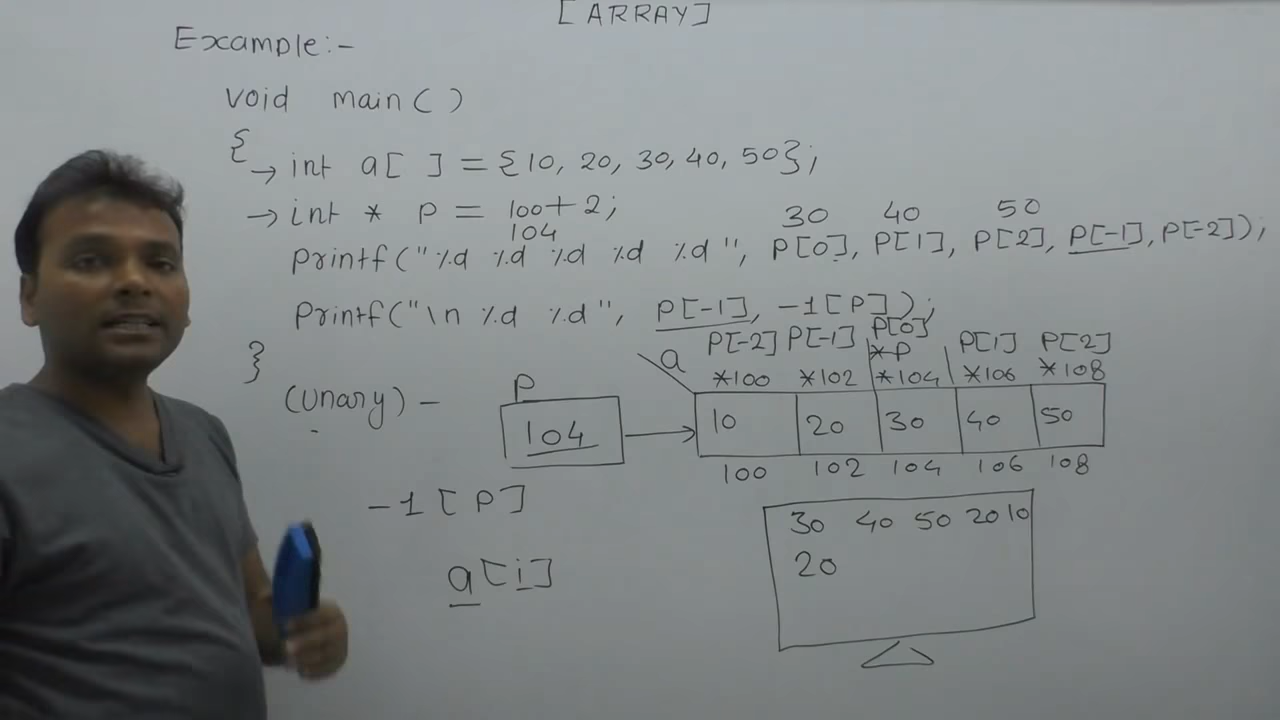 [ARRAY]
Example:-
void main()
{
→ int a[ ] = {10, 20, 30, 40, 50};
→ int * P = 100+2;
104
30 40 50
Printf("%d %d %d %d %d", P[0], P[1], P[2], P[-1], P[-2]);
Printf("\n %d %d", P[-1], -1[P]);
}
a
P[-2] P[-1] P[0] P[1] P[2]
*P
*100 *102 *104 *106 *108
(Unary) -
P
104 → 10 20 30 40 50
100 102 104 106 108
-1[P]
a[i]
30 40 50 20 10
20